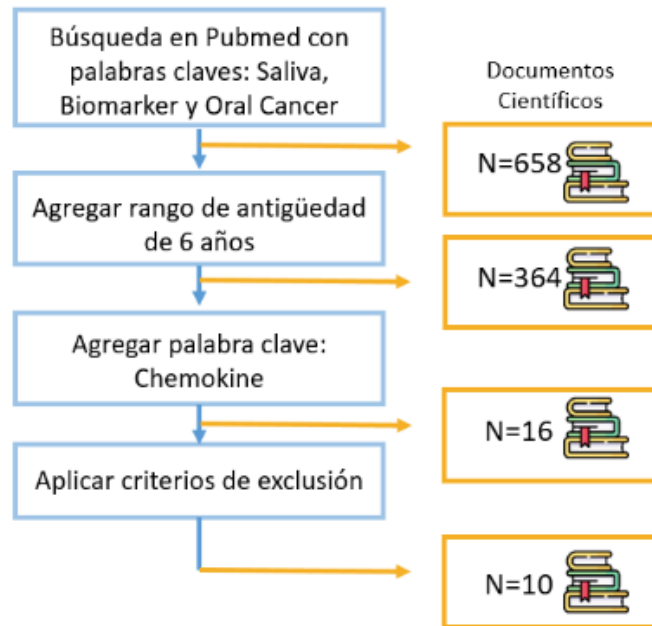 Búsqueda en Pubmed con
palabras claves: Saliva,
Biomarker y Oral Cancer
Documentos
Científicos
N=658
Agregar rango de antigüedad
de 6 años
N=364
Agregar palabra clave:
Chemokine
N=16
Aplicar criterios de exclusión
N=10